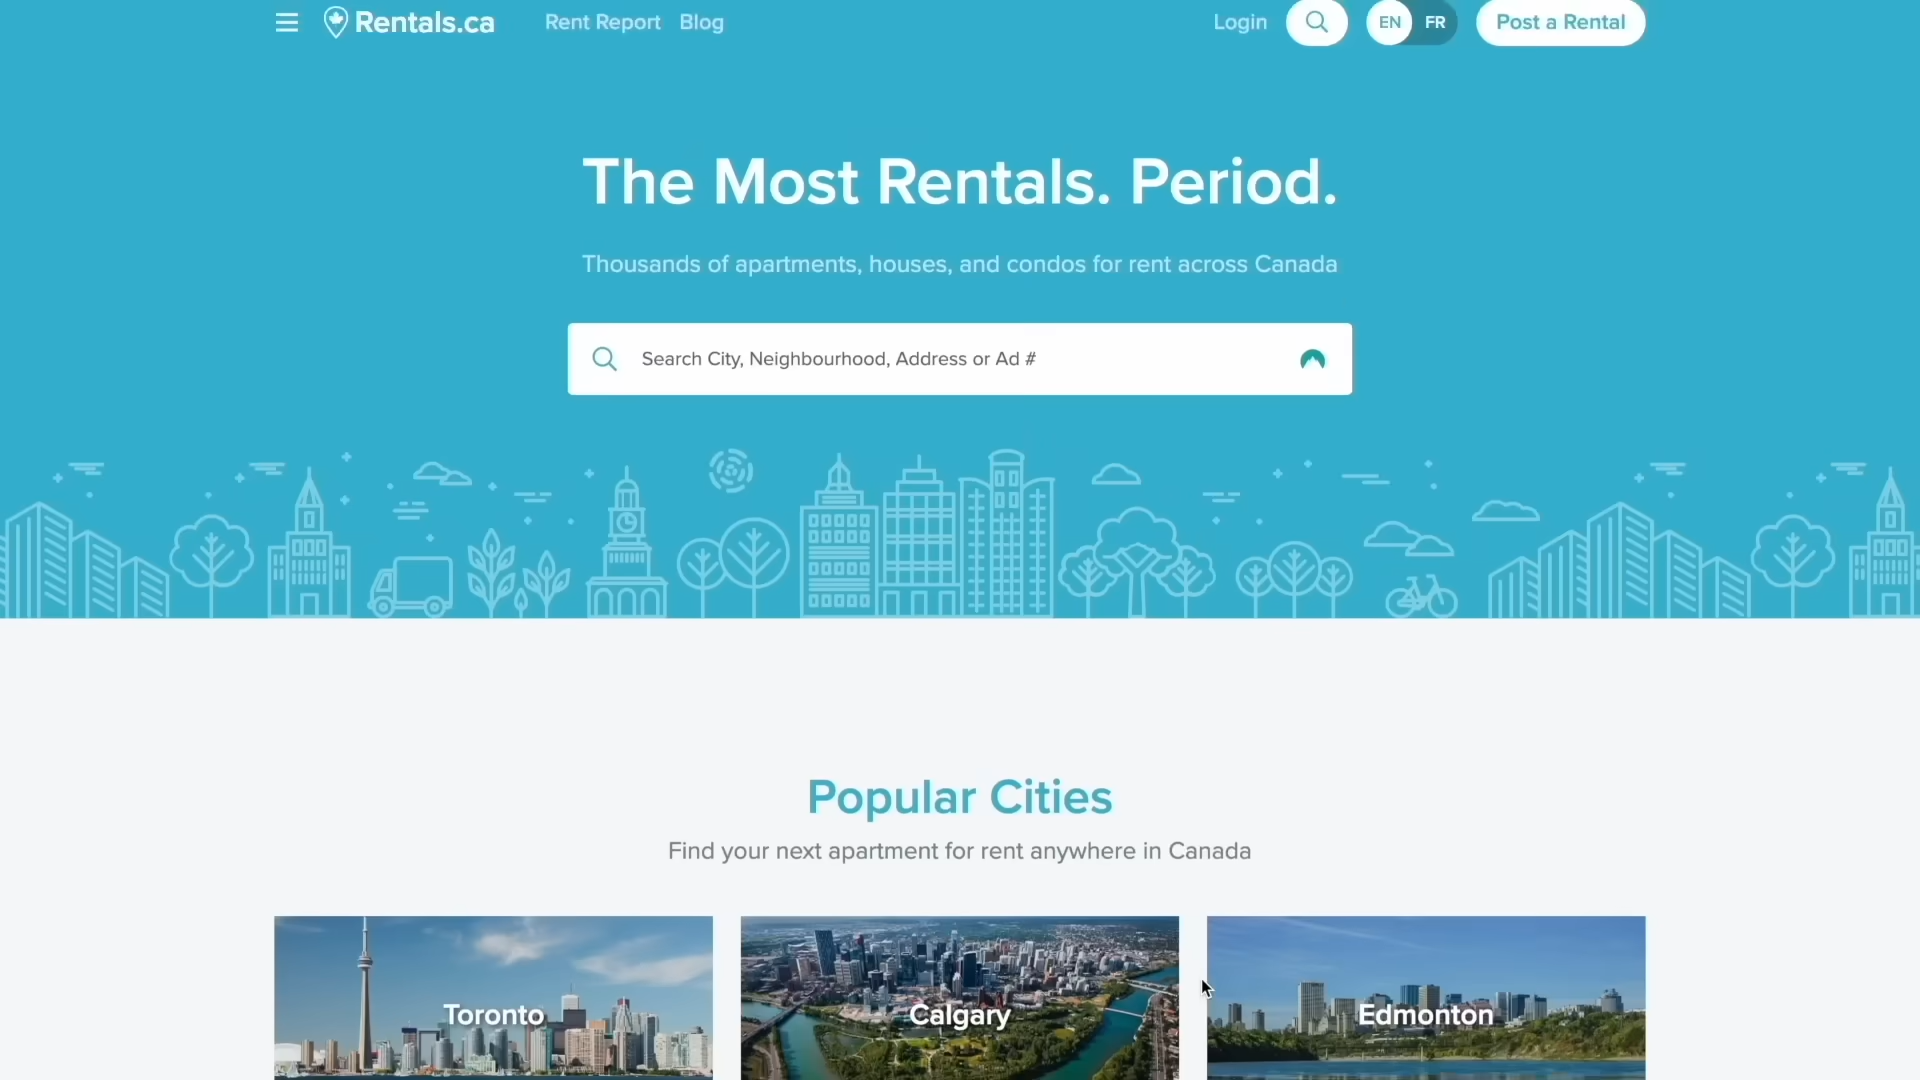 Rentals.ca
Rent Report
Blog
Login
EN
FR
Post a Rental
The Most Rentals. Period.
Thousands of apartments, houses, and condos for rent across Canada
Search City, Neighbourhood, Address or Ad #
Popular Cities
Find your next apartment for rent anywhere in Canada
Toronto
Calgary
Edmonton